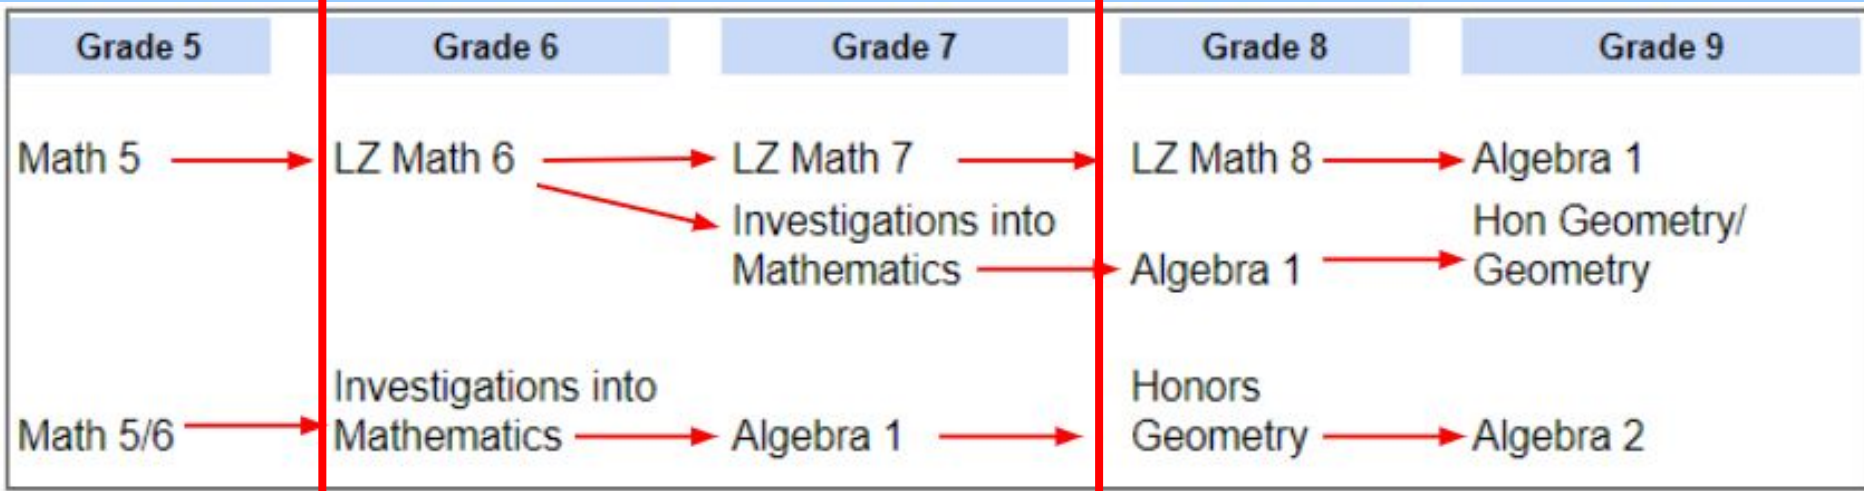 Grade 5 Grade 6 Grade 7 Grade 8 Grade 9
Math 5 LZ Math 6 LZ Math 7 LZ Math 8 Algebra 1
Investigations into Hon Geometry/
Mathematics Algebra 1 Geometry
Investigations into Honors
Math 5/6 Mathematics Algebra 1 Geometry Algebra 2